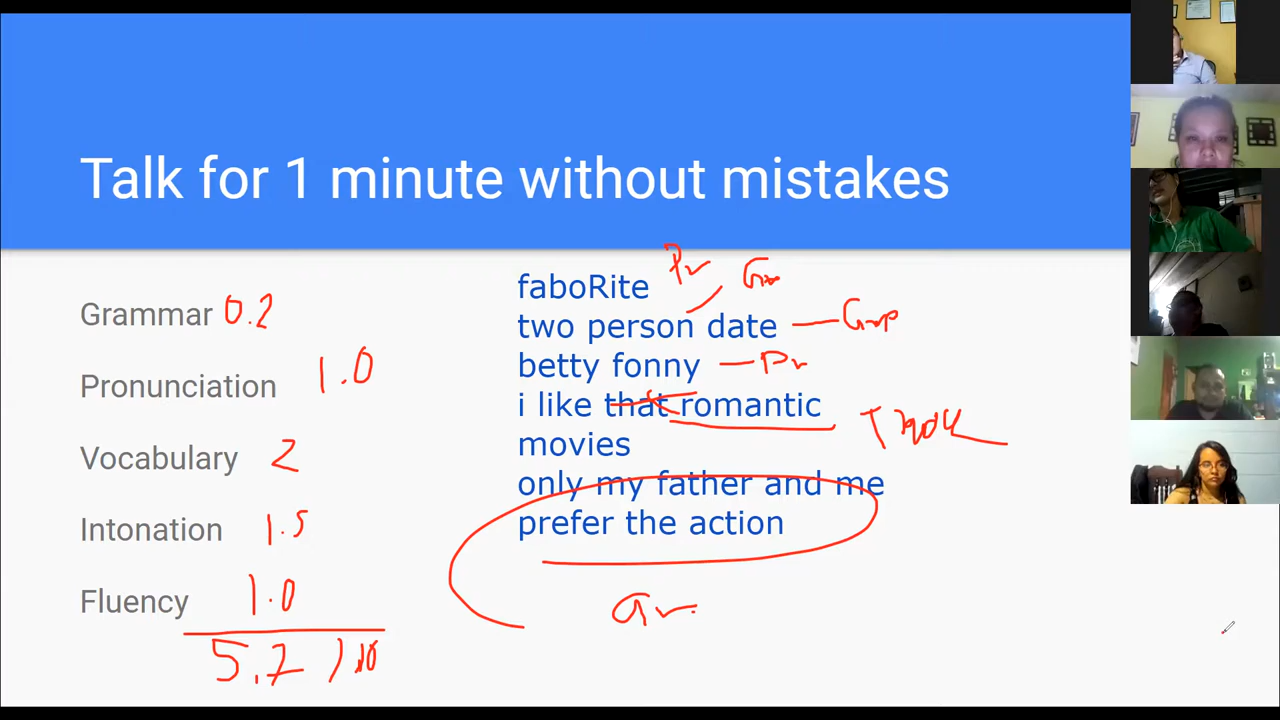 Talk for 1 minute without mistakes
Grammar 0.2
Pronunciation 1.0
Vocabulary 2
Intonation 1.5
Fluency 1.0
5.7 /10
faboRite Pr
Gr
two person date
betty fonny — Pr
i like that romantic
movies
only my father and me
prefer the action
Gr.